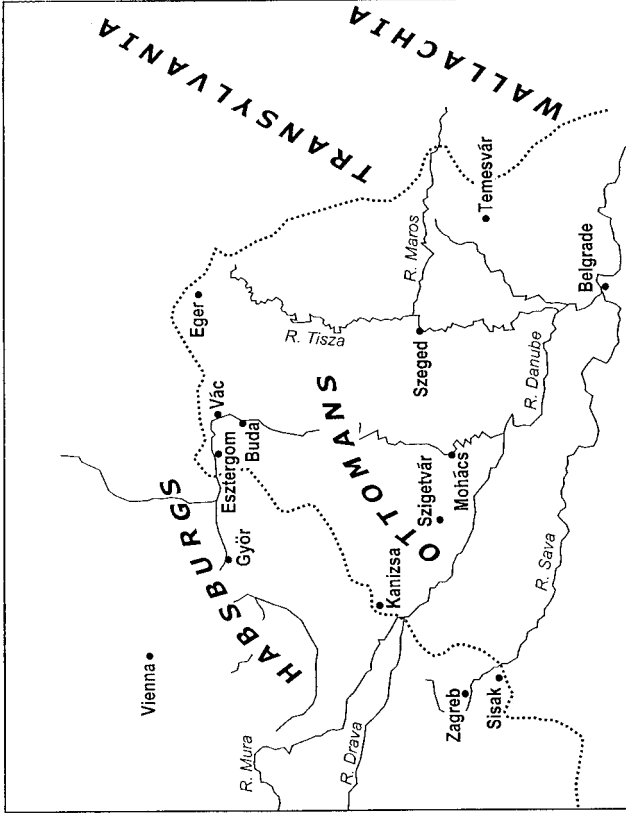 TRANSYLVANIA
WALLACHIA
HABSBURGS
OTTOMANS
Vienna
Györ
Esztergom
Vác
Buda
Eger
R. Tisza
R. Maros
Temesvár
Szeged
Szigetvár
Mohács
Kanizsa
R. Mura
R. Drava
R. Danube
Belgrade
R. Sava
Zagreb
Sisak